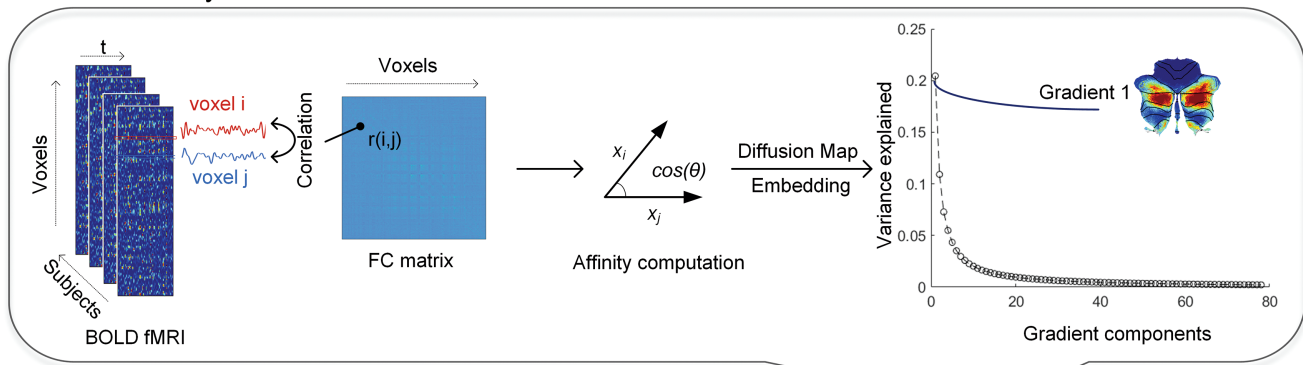 t
Voxels
voxel i
voxel j
Subjects
BOLD fMRI
Correlation
Voxels
r(i,j)
FC matrix
xᵢ
cos(θ)
xⱼ
Affinity computation
Diffusion Map
Embedding
Variance explained
0.25
0.2
0.15
0.1
0.05
0
0
20
40
60
80
Gradient 1
Gradient components